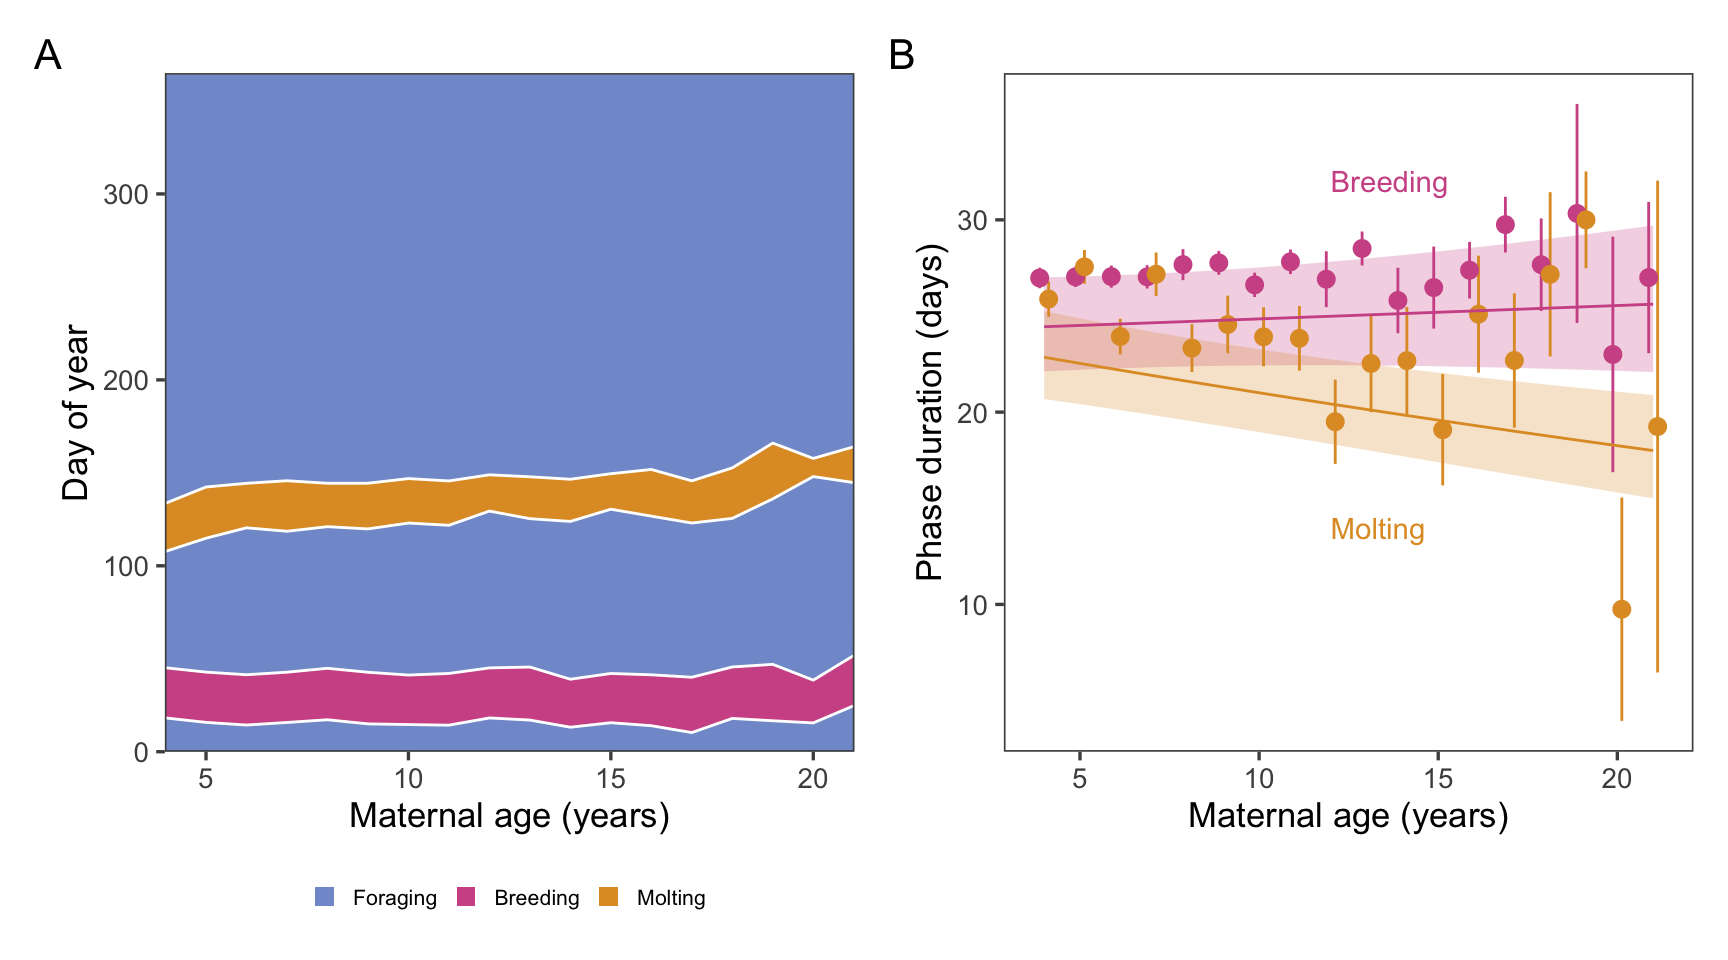 A
Day of year
300
200
100
0
5 10 15 20
Maternal age (years)
Foraging Breeding Molting
B
Phase duration (days)
30
20
10
Breeding
Molting
5 10 15 20
Maternal age (years)